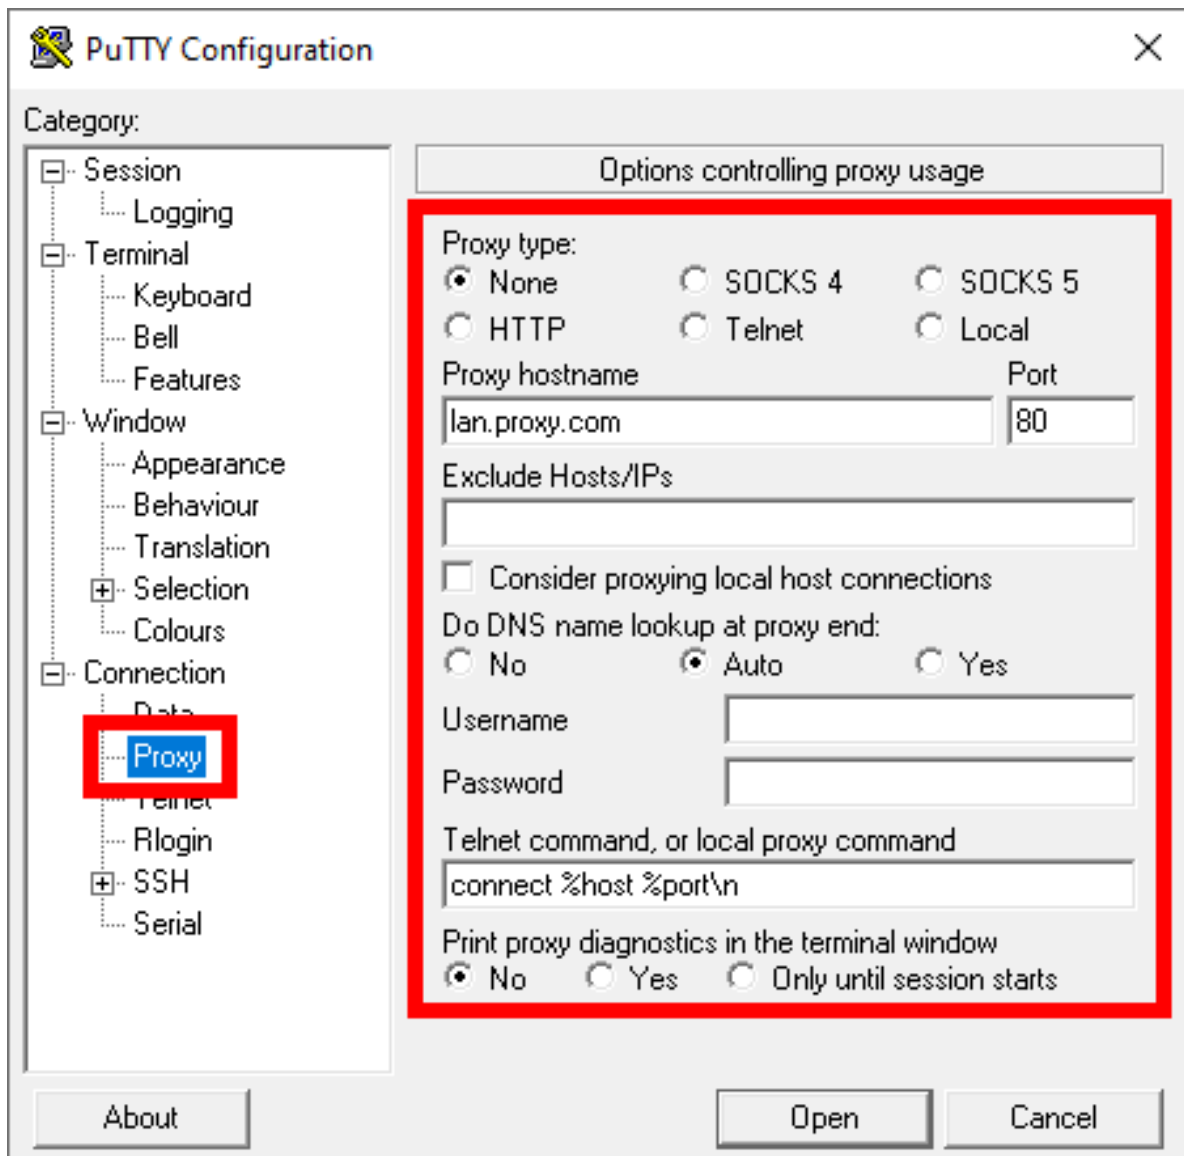 PuTTY Configuration
Category:
Session
Logging
Terminal
Keyboard
Bell
Features
Window
Appearance
Behaviour
Translation
Selection
Colours
Connection
Data
Proxy
Telnet
Rlogin
SSH
Serial
Options controlling proxy usage
Proxy type:
None SOCKS 4 SOCKS 5
HTTP Telnet Local
Proxy hostname Port
lan.proxy.com 80
Exclude Hosts/IPs
Consider proxying local host connections
Do DNS name lookup at proxy end:
No Auto Yes
Username
Password
Telnet command, or local proxy command
connect %host %port\n
Print proxy diagnostics in the terminal window
No Yes Only until session starts
About Open Cancel